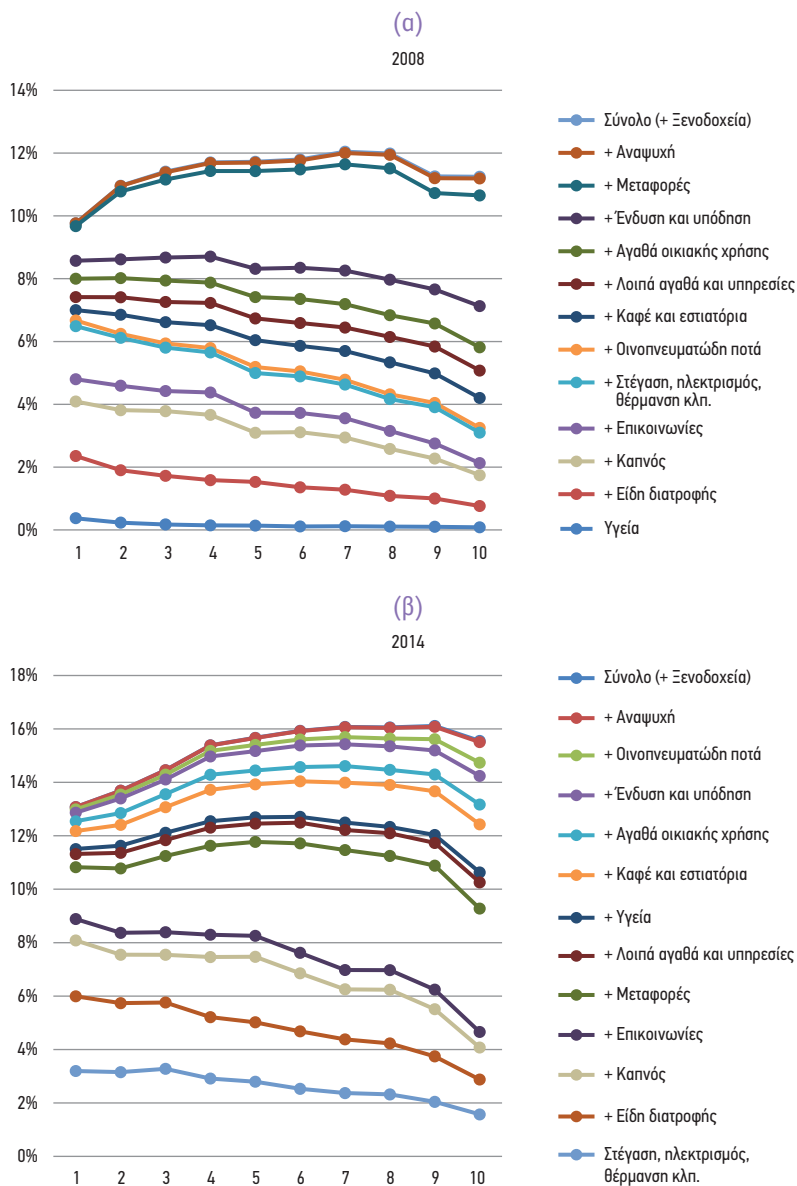 (α)
2008
14%
12%
10%
8%
6%
4%
2%
0%
1 2 3 4 5 6 7 8 9 10
Σύνολο (+ Ξενοδοχεία)
+ Αναψυχή
+ Μεταφορές
+ Ένδυση και υπόδηση
+ Αγαθά οικιακής χρήσης
+ Λοιπά αγαθά και υπηρεσίες
+ Καφέ και εστιατόρια
+ Οινοπνευματώδη ποτά
+ Στέγαση, ηλεκτρισμός,
θέρμανση κλπ.
+ Επικοινωνίες
+ Καπνός
+ Είδη διατροφής
Υγεία
(β)
2014
18%
16%
14%
12%
10%
8%
6%
4%
2%
0%
1 2 3 4 5 6 7 8 9 10
Σύνολο (+ Ξενοδοχεία)
+ Αναψυχή
+ Οινοπνευματώδη ποτά
+ Ένδυση και υπόδηση
+ Αγαθά οικιακής χρήσης
+ Καφέ και εστιατόρια
+ Υγεία
+ Λοιπά αγαθά και υπηρεσίες
+ Μεταφορές
+ Επικοινωνίες
+ Καπνός
+ Είδη διατροφής
Στέγαση, ηλεκτρισμός,
θέρμανση κλπ.